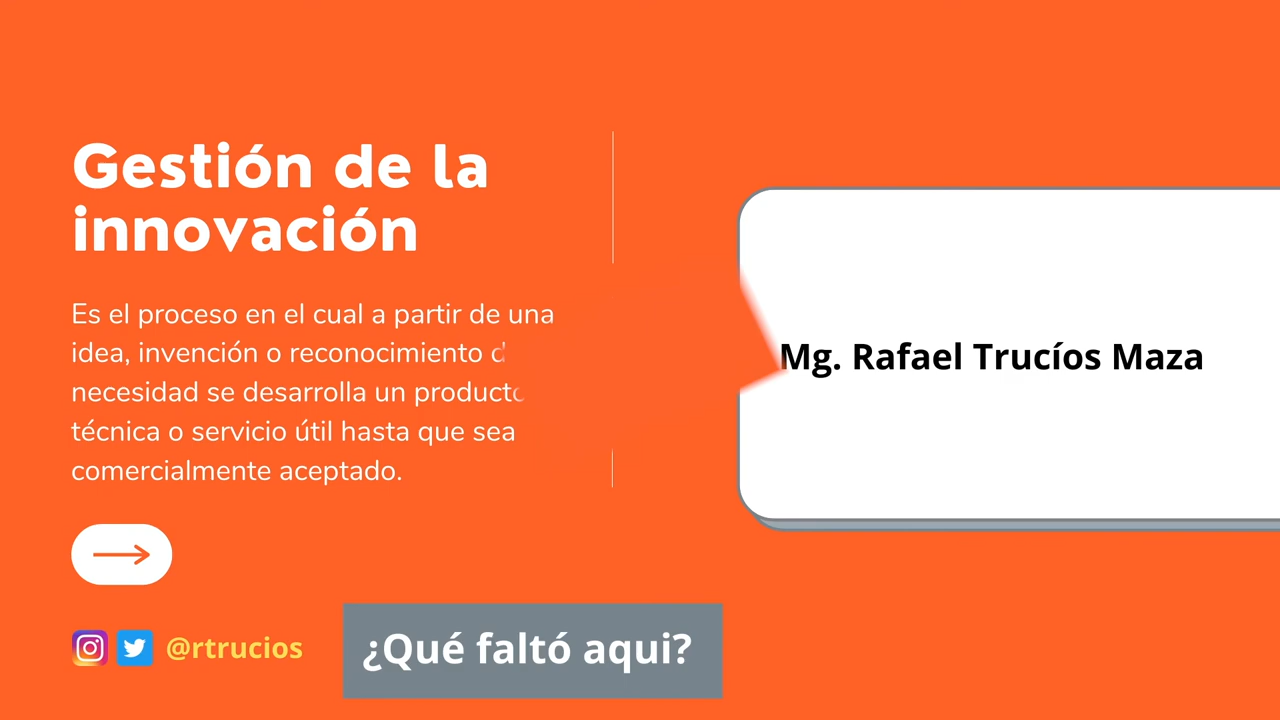 Gestión de la
innovación
Es el proceso en el cual a partir de una
idea, invención o reconocimiento
necesidad se desarrolla un producto
técnica o servicio útil hasta que sea
comercialmente aceptado.
@rtrucios
¿Qué faltó aqui?
Mg. Rafael Trucíos Maza